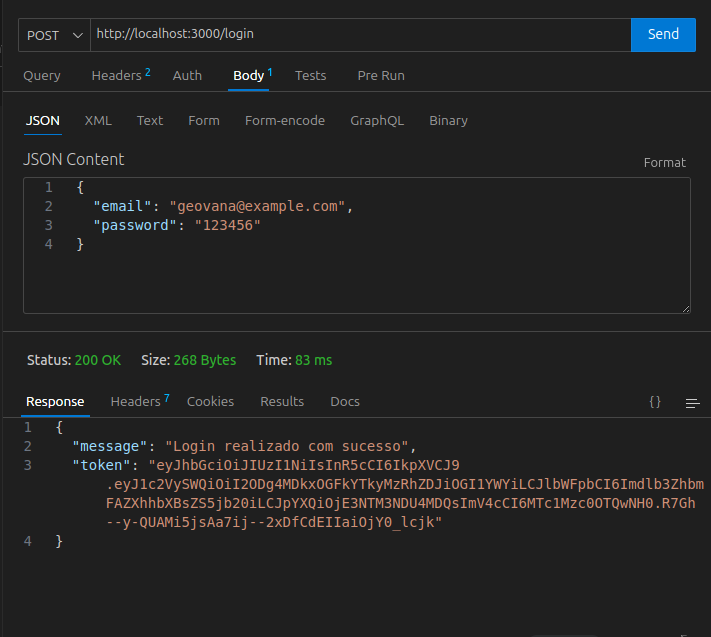 POST http://localhost:3000/login Send
Query Headers 2 Auth Body 1 Tests Pre Run
JSON XML Text Form Form-encode GraphQL Binary
JSON Content Format
1 {
2 "email": "geovana@example.com",
3 "password": "123456"
4 }
Status: 200 OK Size: 268 Bytes Time: 83 ms
Response Headers 7 Cookies Results Docs {}
1 {
2 "message": "Login realizado com sucesso",
3 "token": "eyJhbGciOiJIUzI1NiIsInR5cCI6IkpXVCJ9
.eyJ1c2VySWQiOiI2ODg4MDkxOGFkYTkyMzRhZDJiOGI1YWYiLCJlbWFpbCI6Imdlb3Zhbm
FAZXhhbXBsZS5jb20iLCJpYXQiOjE3NTM3NDU4MDQsImV4cCI6MTc1Mzc0OTQwNH0.R7Gh
--y-QUAMi5jsAa7ij--2xDfCdEIIaiOjY0_lcjk"
4 }